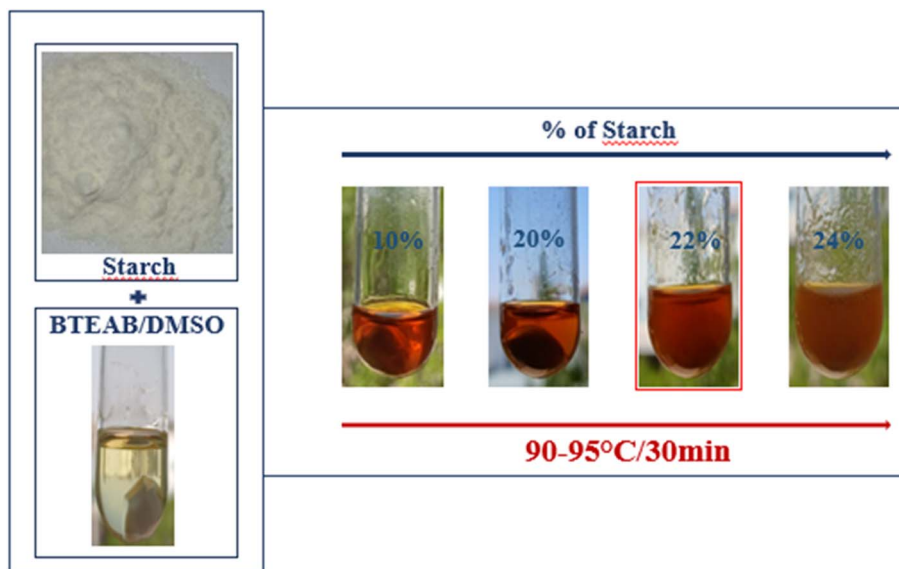 Starch
+
BTEAB/DMSO
% of Starch
10%
20%
22%
24%
90-95°C/30min